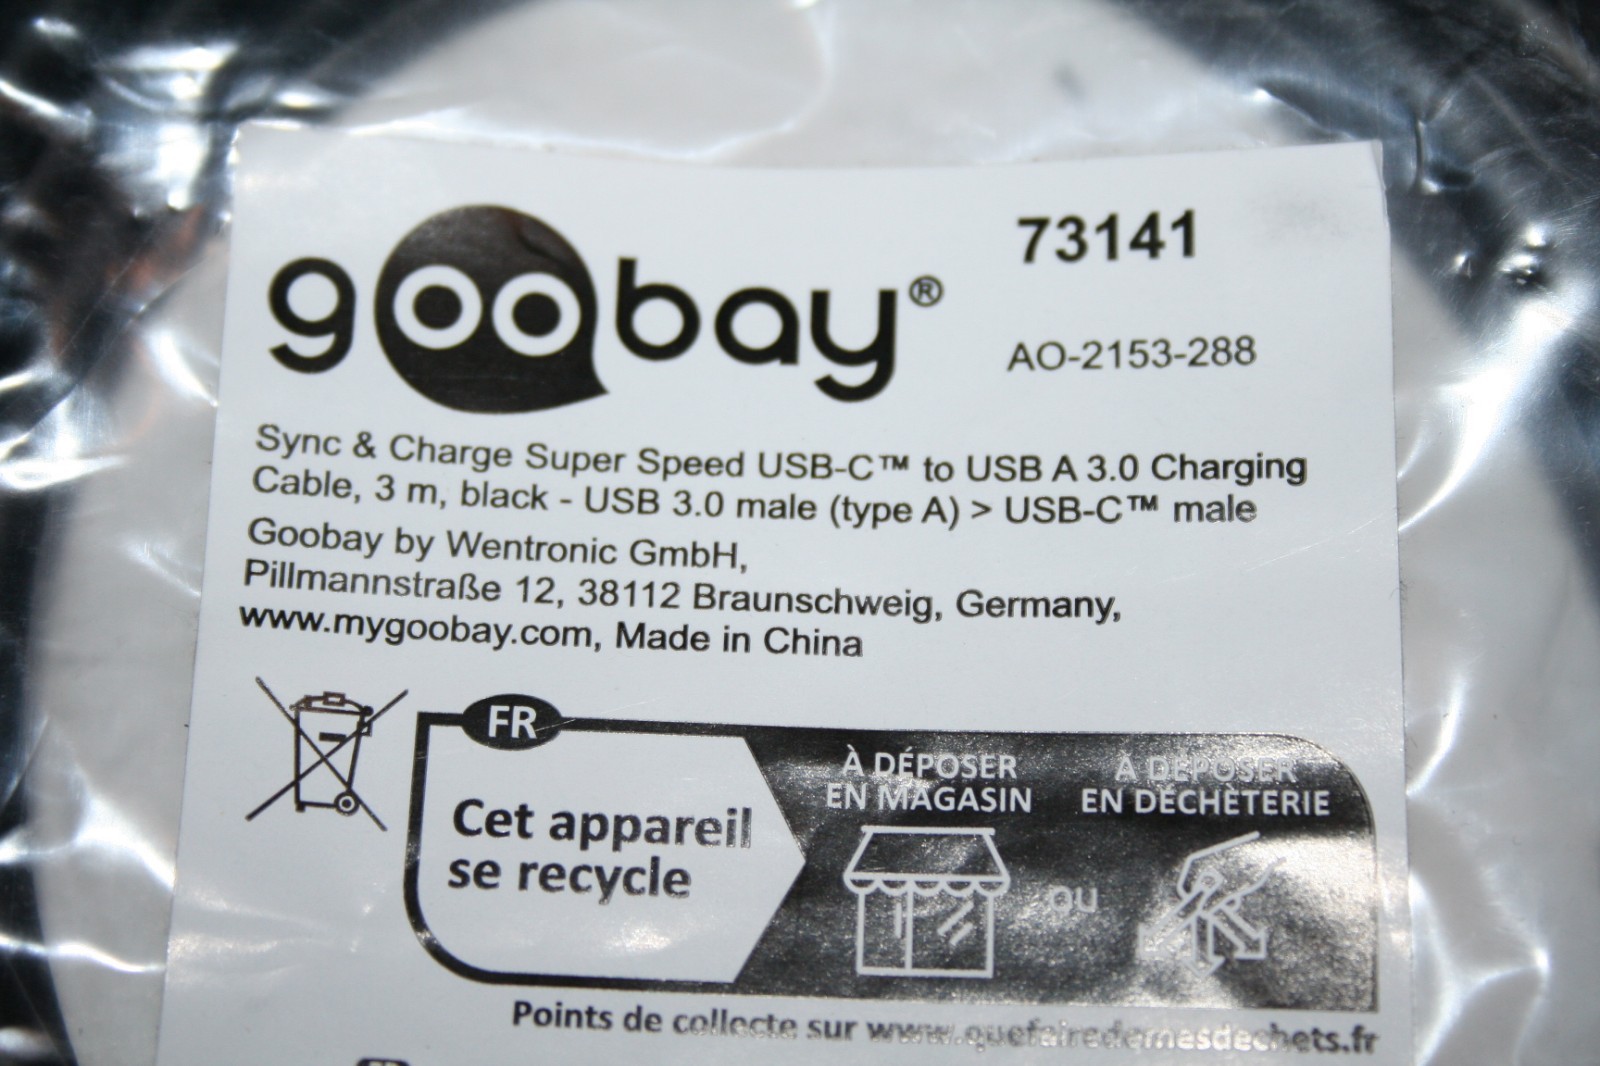 goobay®
73141
AO-2153-288
Sync & Charge Super Speed USB-C™ to USB A 3.0 Charging
Cable, 3 m, black - USB 3.0 male (type A) > USB-C™ male
Goobay by Wentronic GmbH,
Pillmannstraße 12, 38112 Braunschweig, Germany,
www.mygoobay.com, Made in China
FR
Cet appareil
se recycle
À DÉPOSER
EN MAGASIN
ou
À DÉPOSER
EN DÉCHÈTERIE
Points de collecte sur www.quefairedemesdechets.fr